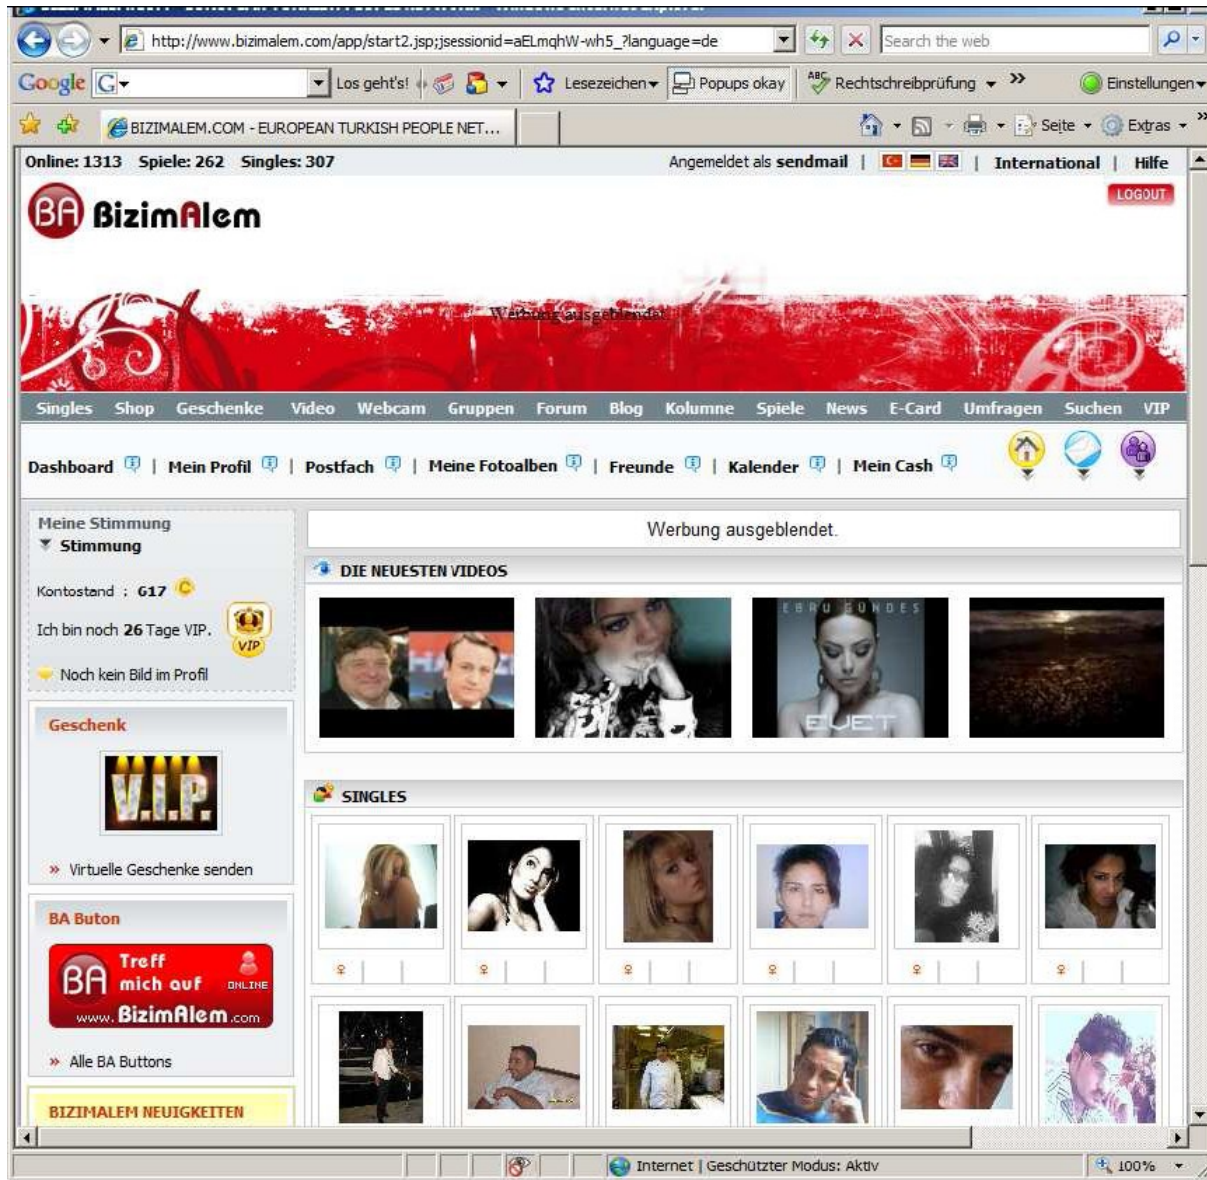 http://www.bizimalem.com/app/start2.jsp;jsessionid=aELmqhW-wh5_?language=de
Search the web
Google G
Los geht's!
Lesezeichen
Popups okay
ABC
Rechtschreibprüfung
Einstellungen
BIZIMALEM.COM - EUROPEAN TURKISH PEOPLE NET...
Seite
Extras
Online: 1313 Spiele: 262 Singles: 307
Angemeldet als sendmail | | International | Hilfe
LOGOUT
BA BizimAlem
Werbung ausgeblendet.
Singles Shop Geschenke Video Webcam Gruppen Forum Blog Kolumne Spiele News E-Card Umfragen Suchen VIP
Dashboard | Mein Profil | Postfach | Meine Fotoalben | Freunde | Kalender | Mein Cash
Meine Stimmung
Stimmung
Kontostand : 617 C
Ich bin noch 26 Tage VIP.
VIP
Noch kein Bild im Profil
Geschenk
V.I.P.
» Virtuelle Geschenke senden
BA Buton
BA
Treff
mich auf
ONLINE
www.BizimAlem.com
» Alle BA Buttons
BIZIMALEM NEUIGKEITEN
Werbung ausgeblendet.
DIE NEUESTEN VIDEOS
EBRU GÜNDEŞ
EVET
SINGLES
Internet | Geschützter Modus: Aktiv
100%